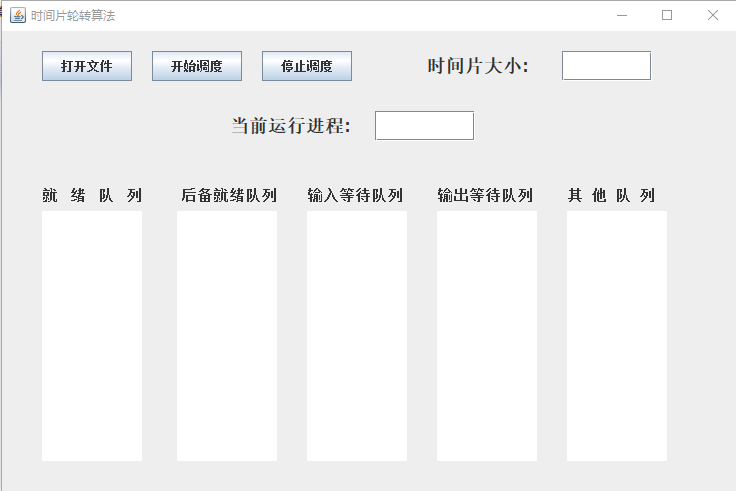 时间片轮转算法
打开文件 开始调度 停止调度 时间片大小:
当前运行进程:
就 绪 队 列 后备就绪队列 输入等待队列 输出等待队列 其 他 队 列